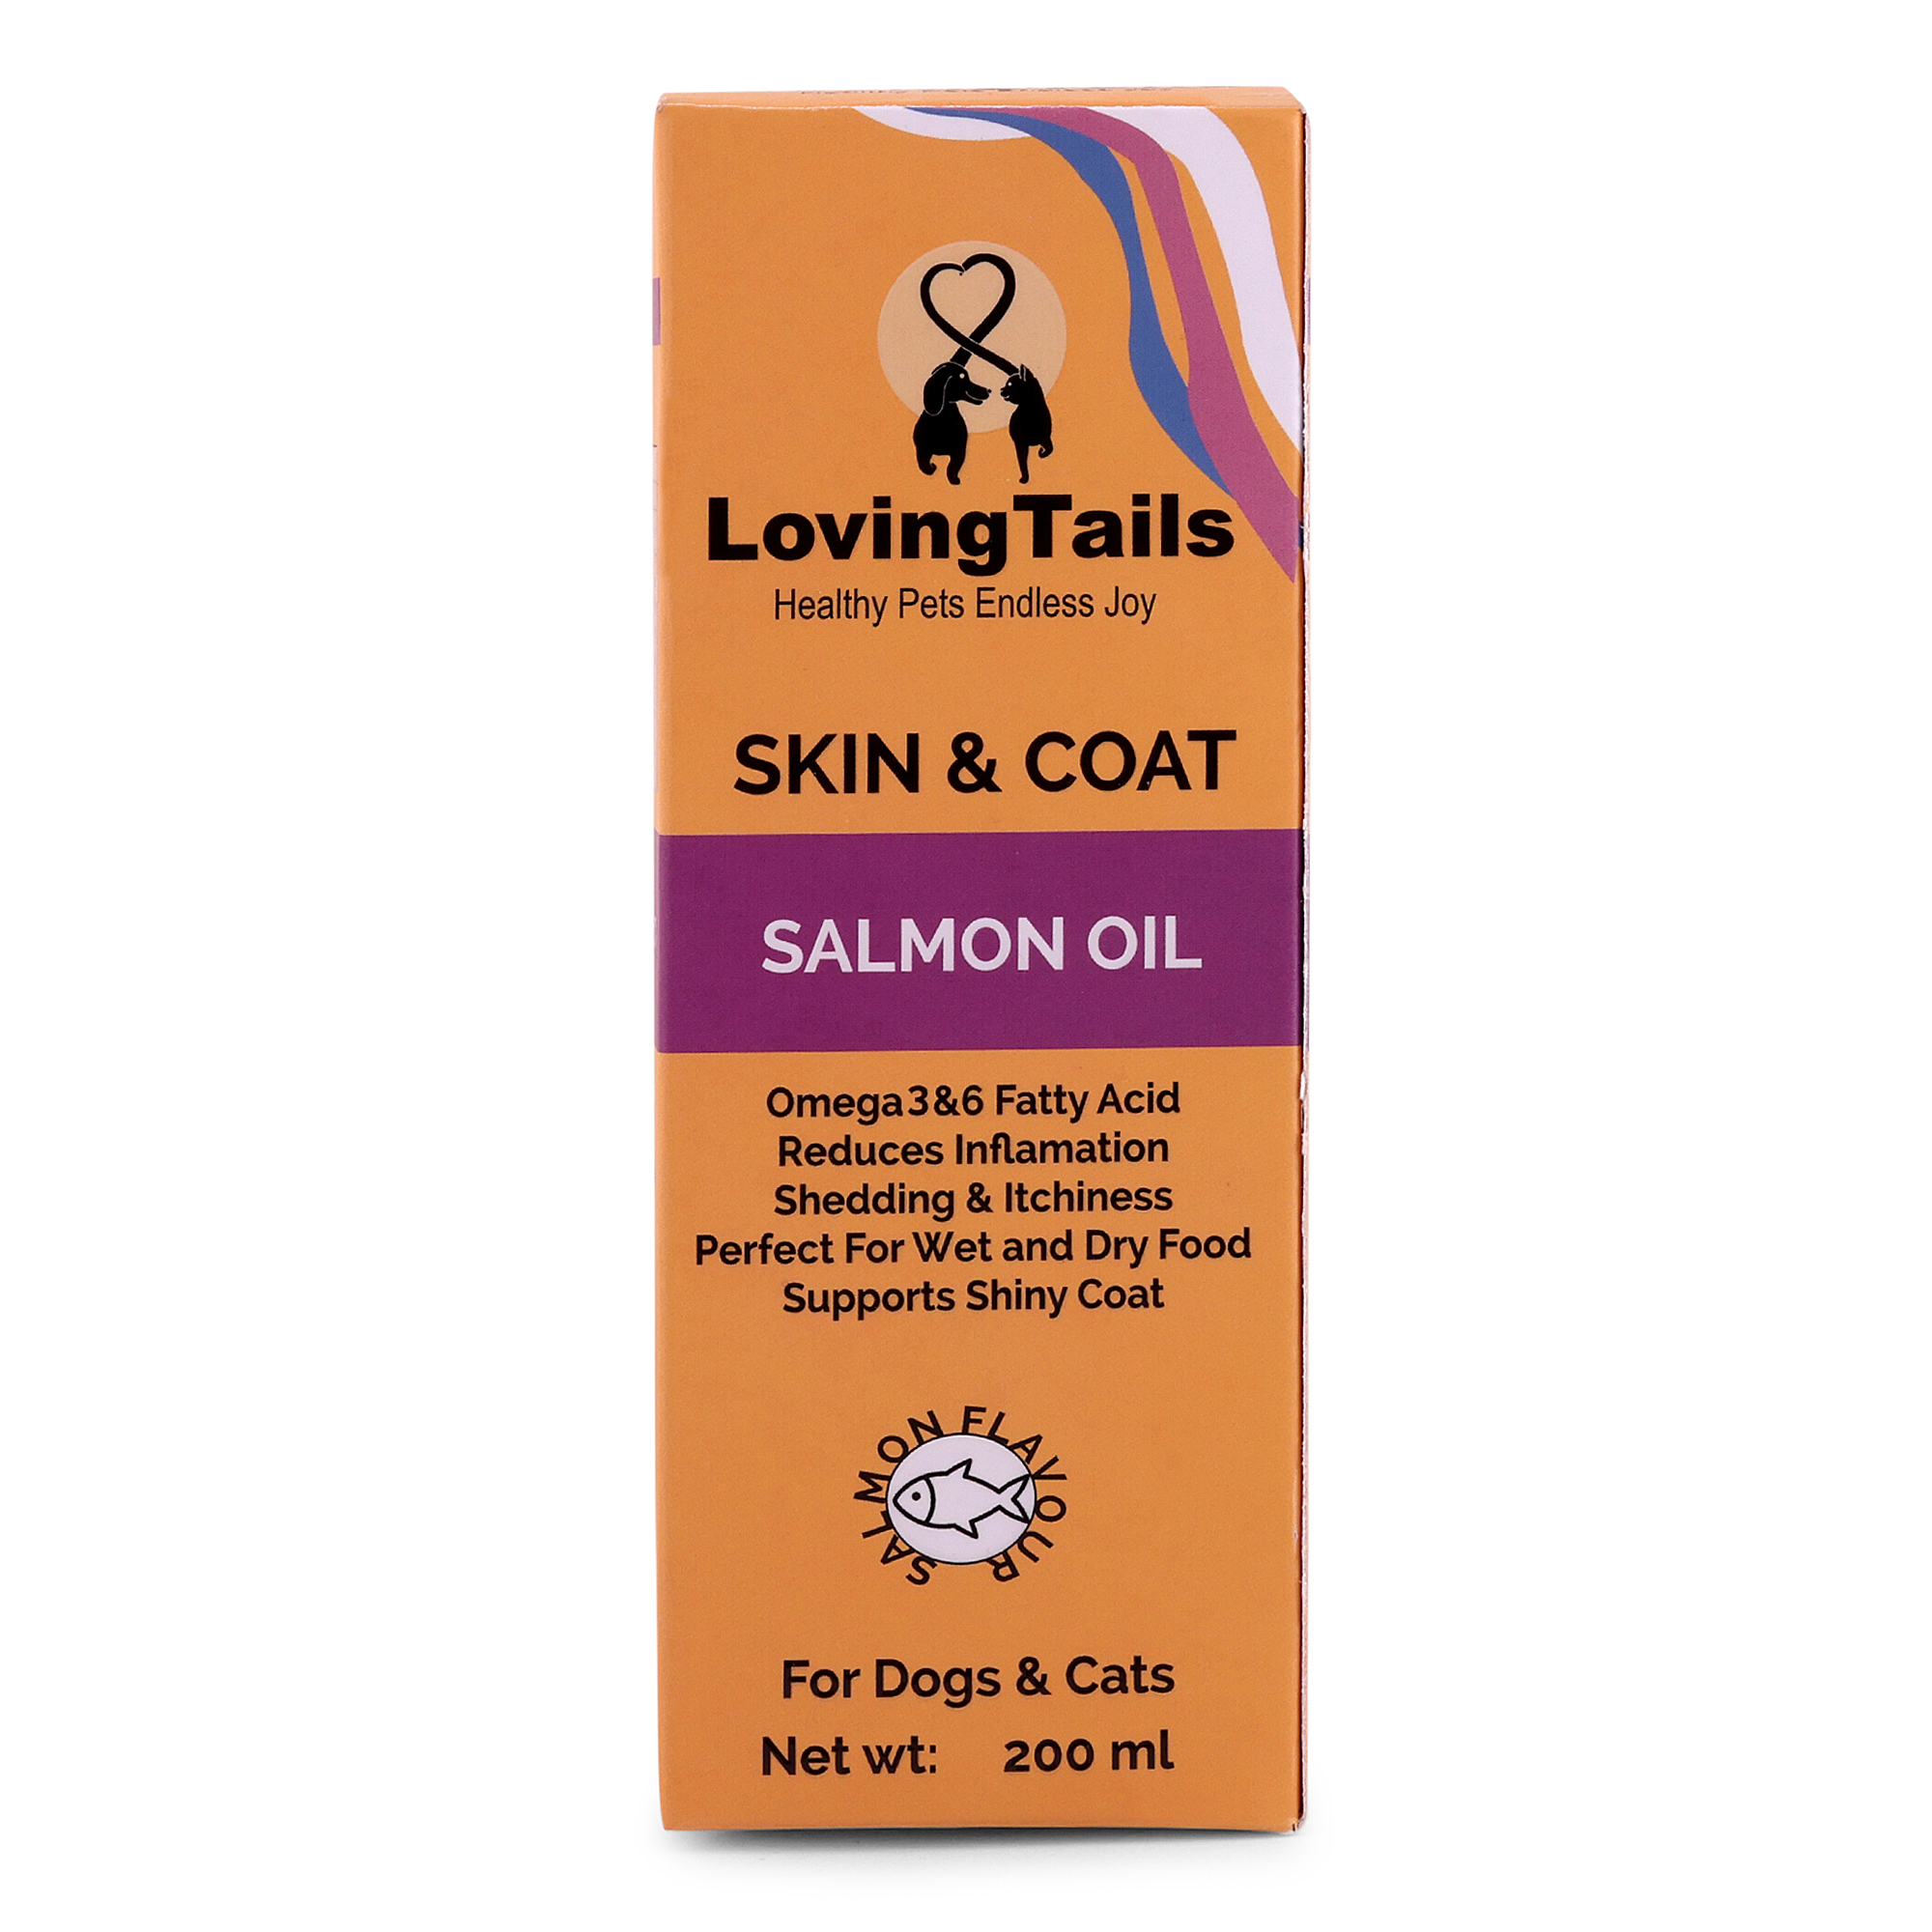 LovingTails
Healthy Pets Endless Joy
SKIN & COAT
SALMON OIL
Omega3&6 Fatty Acid
Reduces Inflamation
Shedding & Itchiness
Perfect For Wet and Dry Food
Supports Shiny Coat
SALMON FLAVOUR
For Dogs & Cats
Net wt: 200 ml